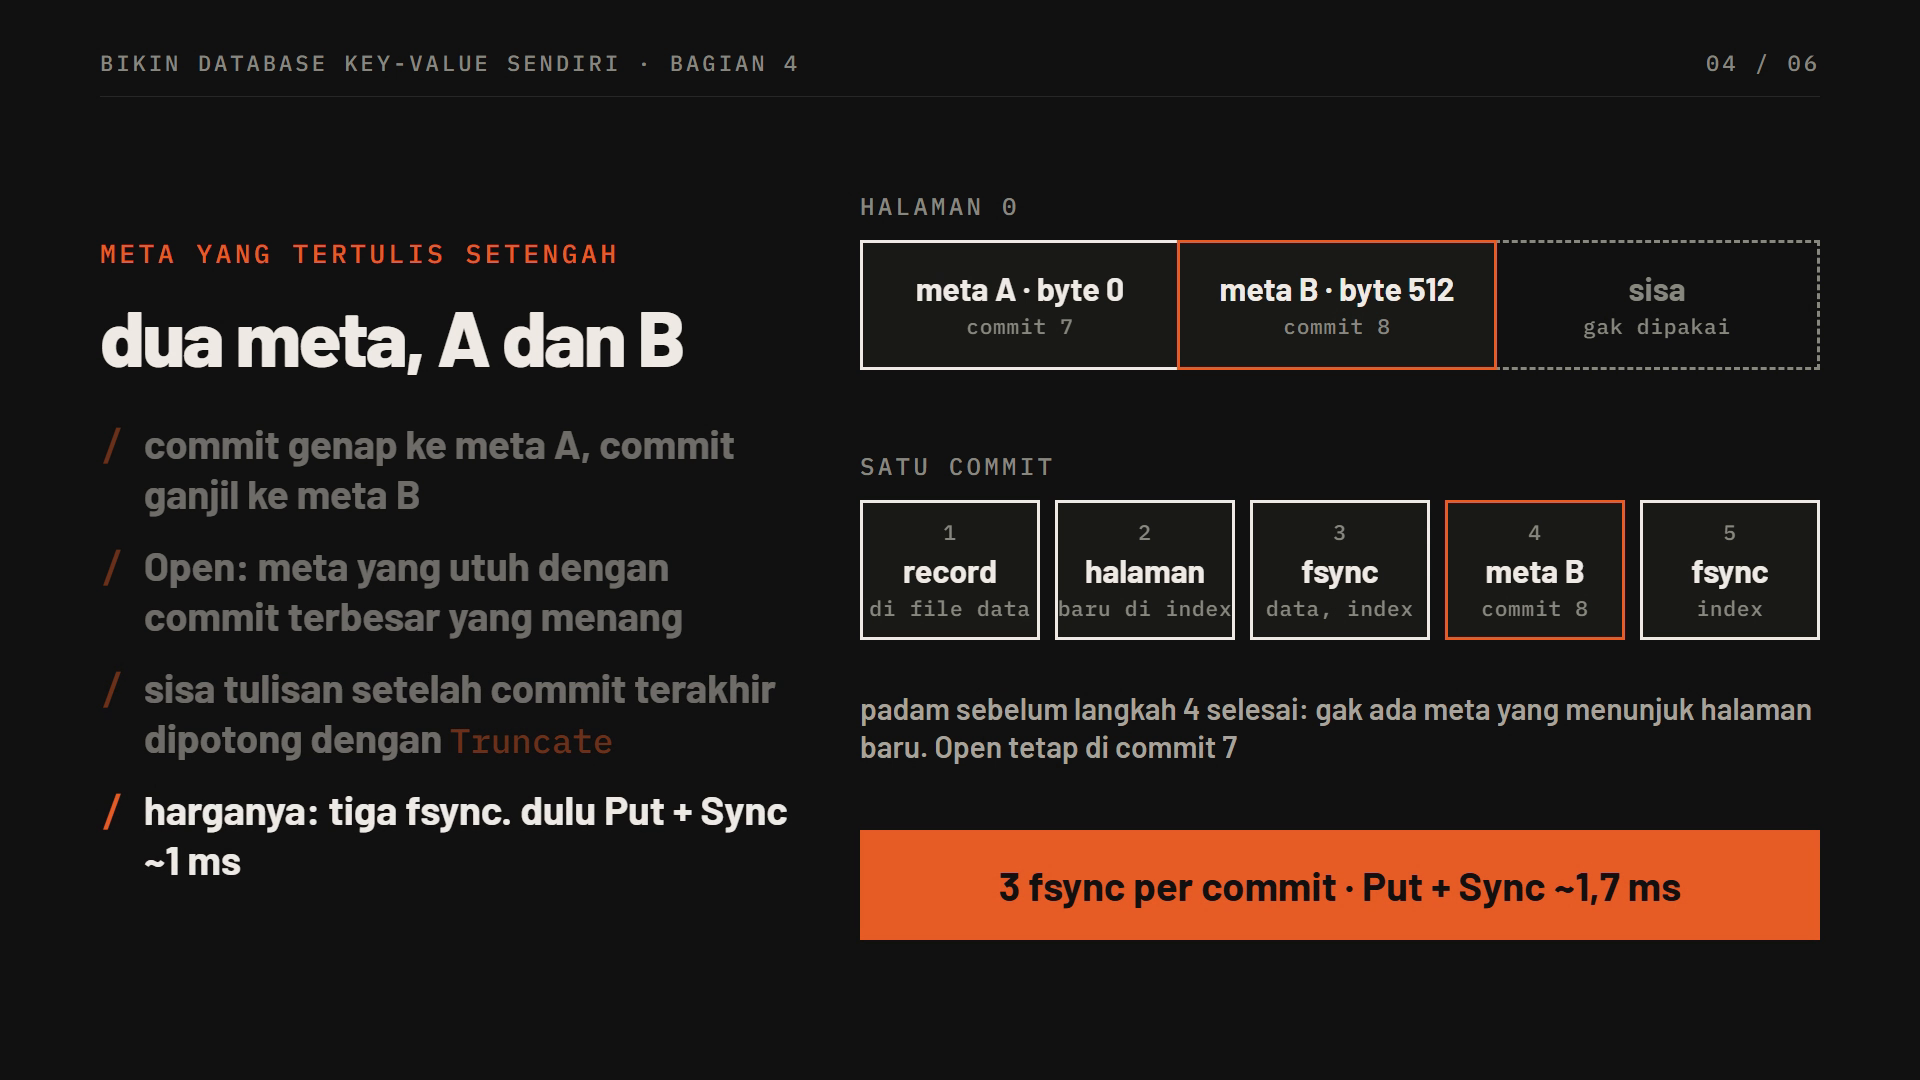 BIKIN DATABASE KEY-VALUE SENDIRI · BAGIAN 4
04 / 06
META YANG TERTULIS SETENGAH
dua meta, A dan B
/ commit genap ke meta A, commit
ganjil ke meta B
/ Open: meta yang utuh dengan
commit terbesar yang menang
/ sisa tulisan setelah commit terakhir
dipotong dengan Truncate
/ harganya: tiga fsync. dulu Put + Sync
~1 ms
HALAMAN 0
meta A · byte 0
commit 7
meta B · byte 512
commit 8
sisa
gak dipakai
SATU COMMIT
1
record
di file data
2
halaman
baru di index
3
fsync
data, index
4
meta B
commit 8
5
fsync
index
padam sebelum langkah 4 selesai: gak ada meta yang menunjuk halaman
baru. Open tetap di commit 7
3 fsync per commit · Put + Sync ~1,7 ms